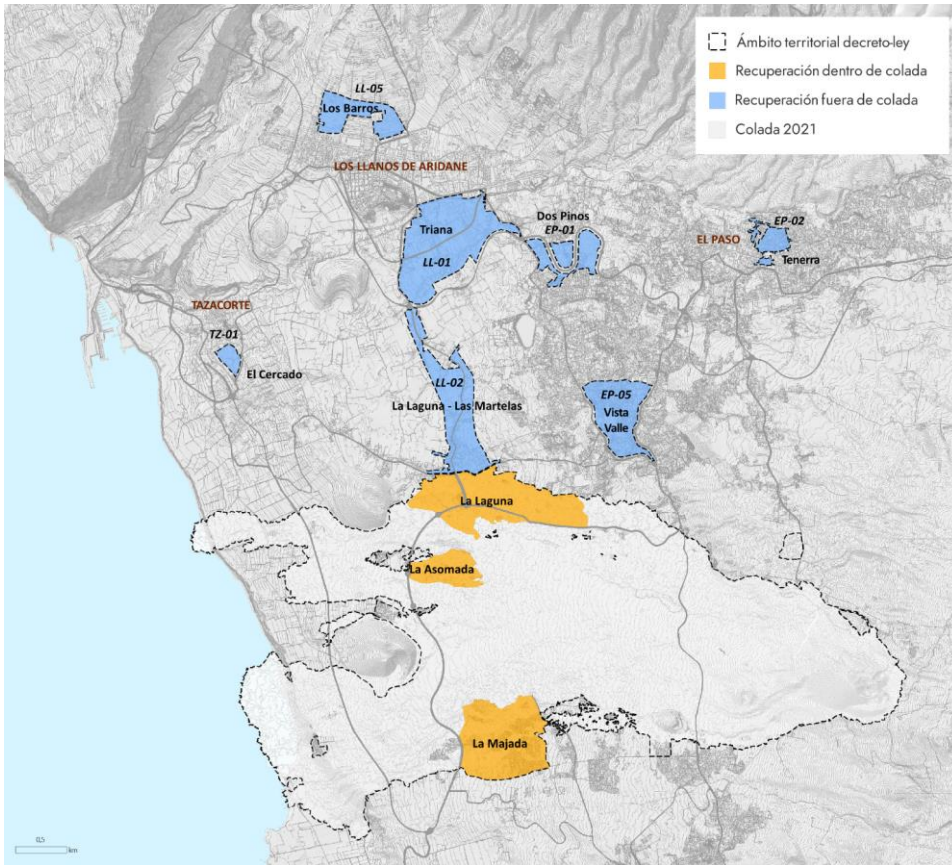 Ámbito territorial decreto-ley
Recuperación dentro de colada
Recuperación fuera de colada
Colada 2021
LL-05
Los Barros
LOS LLANOS DE ARIDANE
Triana
LL-01
Dos Pinos
EP-01
EP-02
EL PASO
Tenerra
TAZACORTE
TZ-01
El Cercado
LL-02
La Laguna - Las Martelas
EP-05
Vista
Valle
La Laguna
La Asomada
La Majada
0,5
km